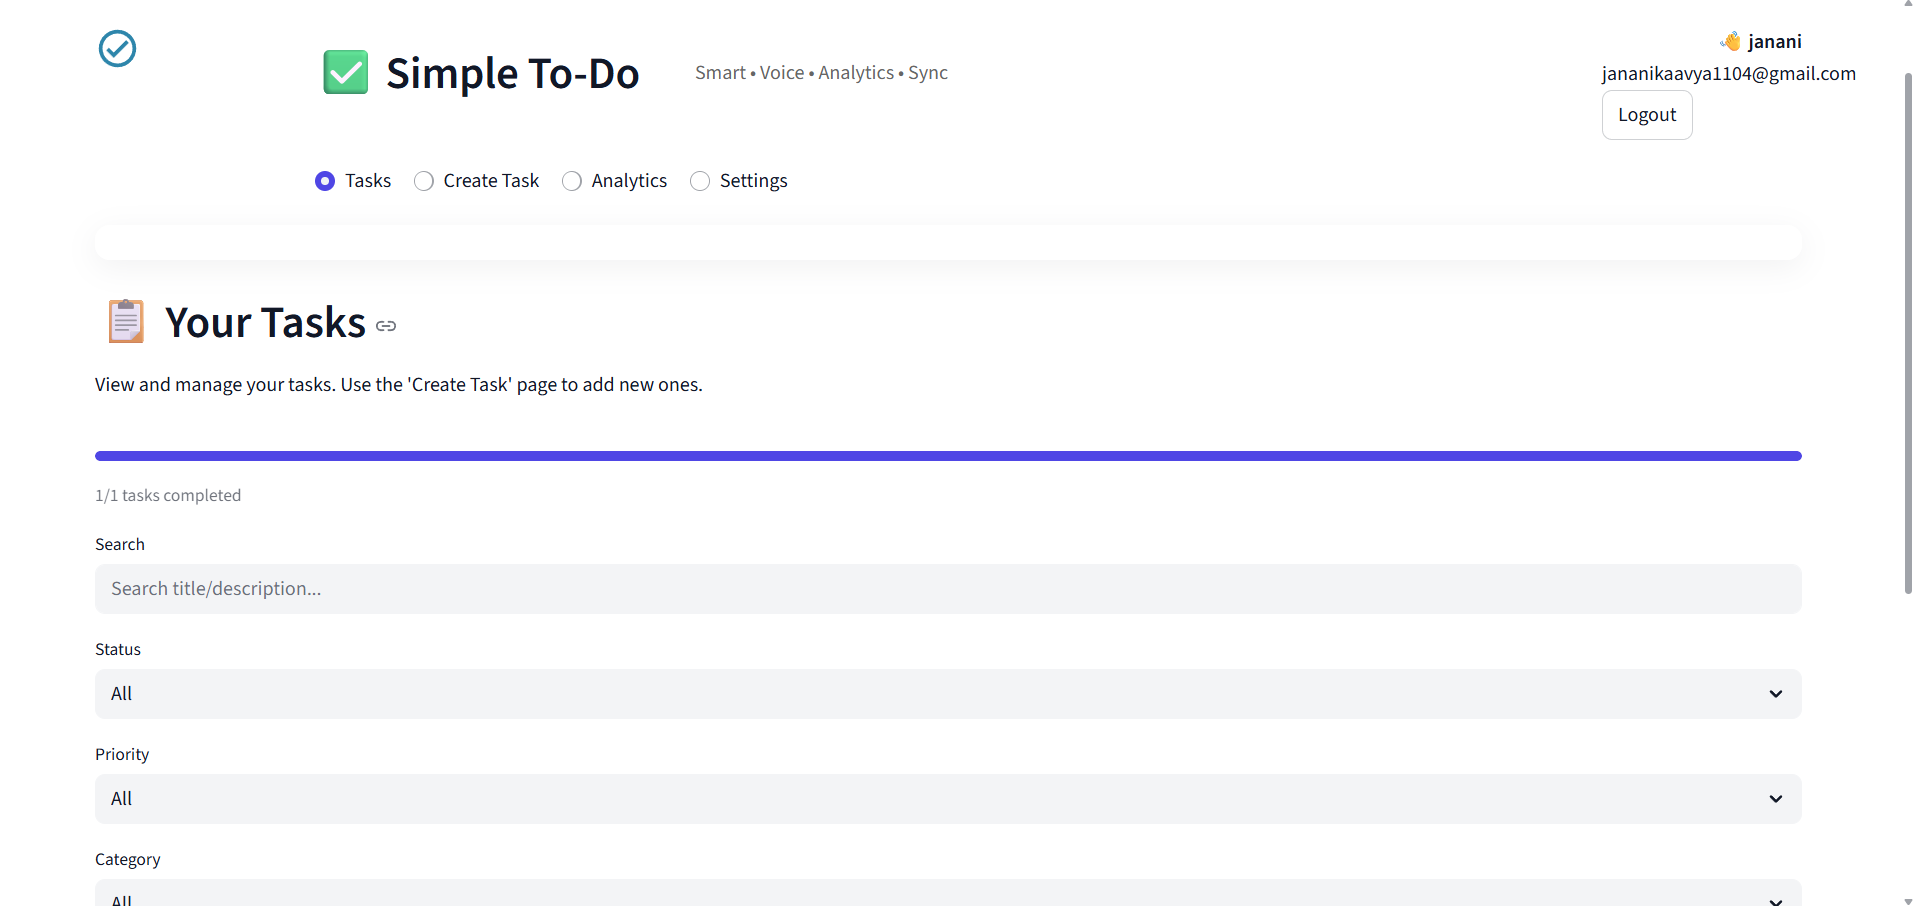 Simple To-Do
Smart • Voice • Analytics • Sync
👋 janani
jananikaavya1104@gmail.com
Logout
Tasks
Create Task
Analytics
Settings
Your Tasks
View and manage your tasks. Use the 'Create Task' page to add new ones.
1/1 tasks completed
Search
Search title/description...
Status
All
Priority
All
Category
All